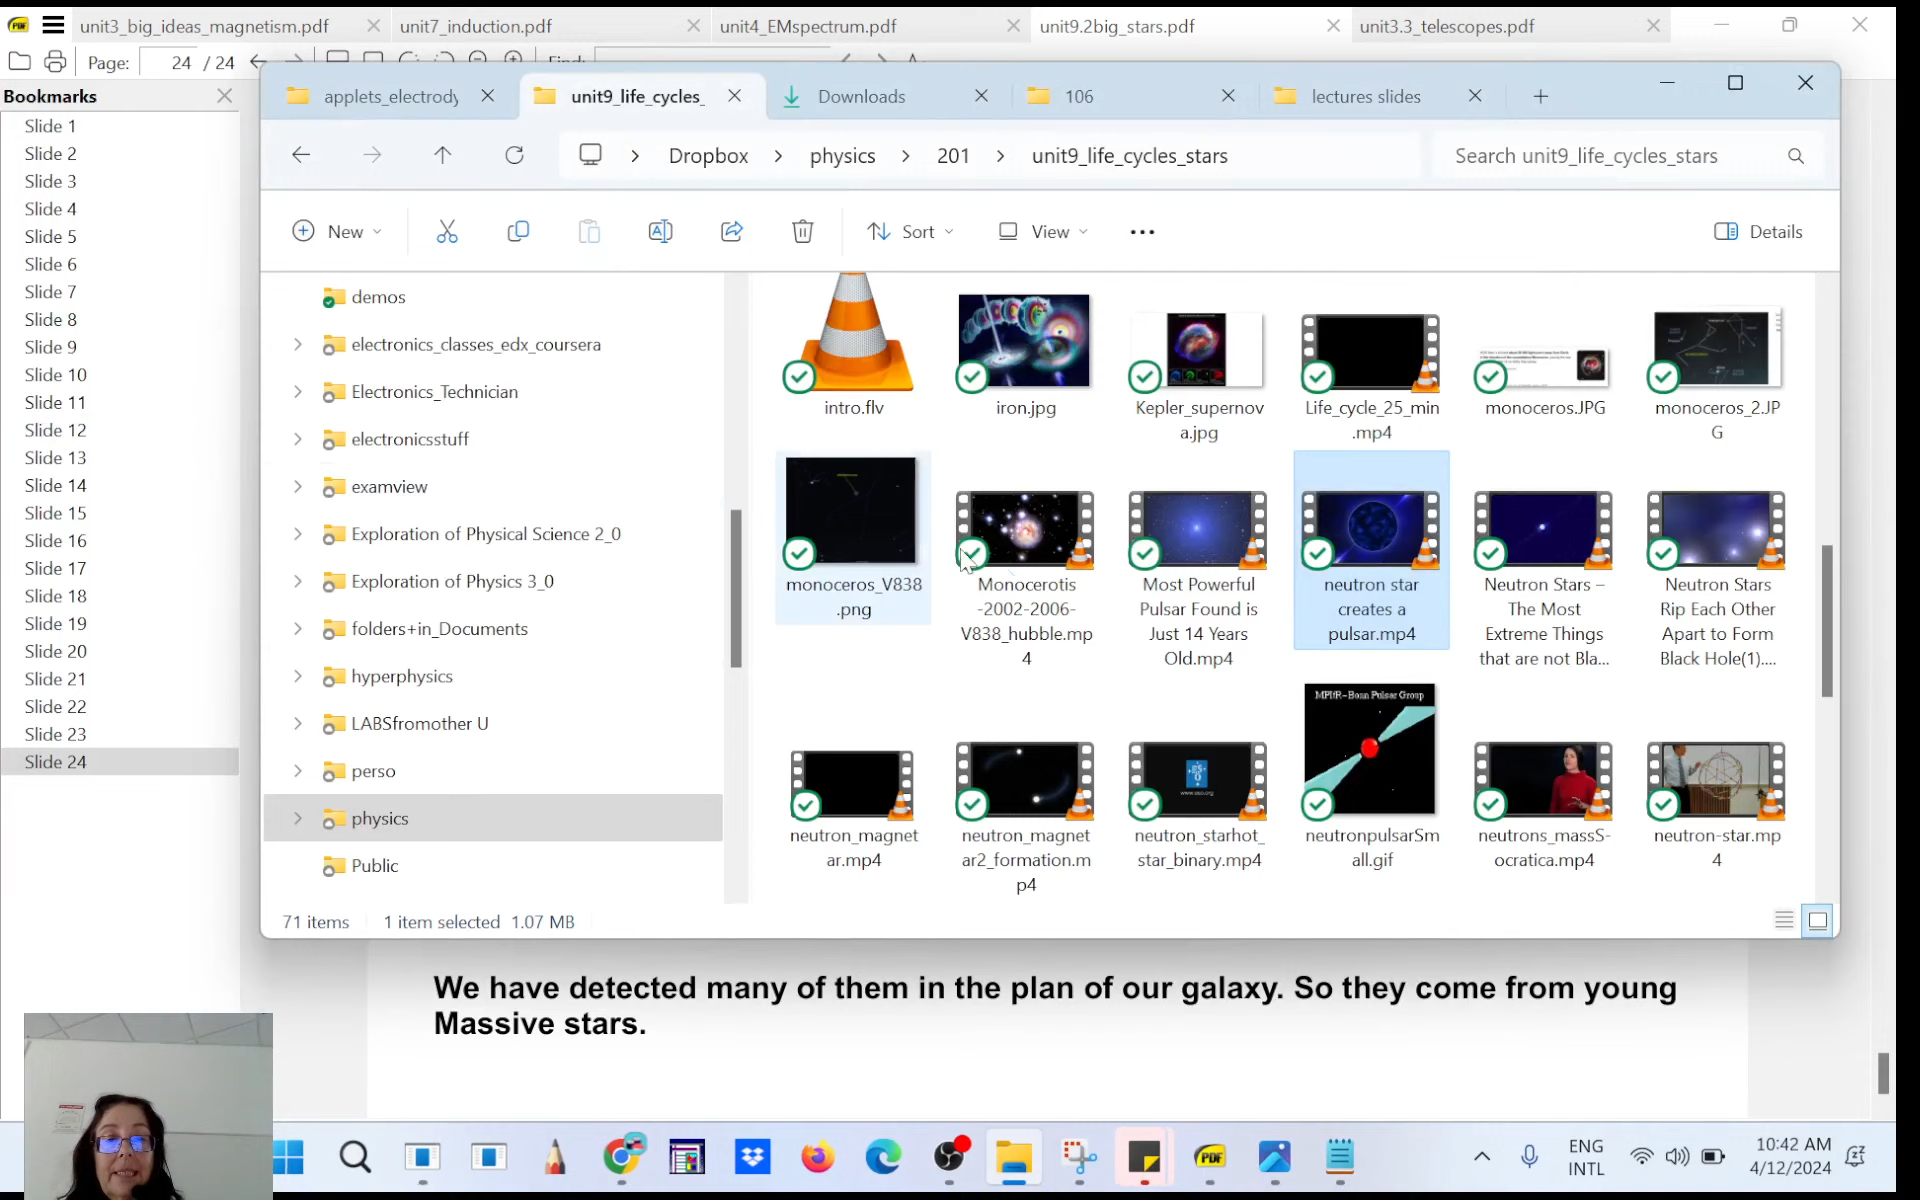 unit3_big_ideas_magnetism.pdf
unit7_induction.pdf
unit4_EMspectrum.pdf
unit9.2big_stars.pdf
unit3.3_telescopes.pdf
Page: 24 / 24
Find:
Bookmarks
Slide 1
Slide 2
Slide 3
Slide 4
Slide 5
Slide 6
Slide 7
Slide 8
Slide 9
Slide 10
Slide 11
Slide 12
Slide 13
Slide 14
Slide 15
Slide 16
Slide 17
Slide 18
Slide 19
Slide 20
Slide 21
Slide 22
Slide 23
Slide 24
applets_electrody
unit9_life_cycles_
Downloads
106
lectures slides
Dropbox > physics > 201 > unit9_life_cycles_stars
Search unit9_life_cycles_stars
New
Sort
View
Details
demos
electronics_classes_edx_coursera
Electronics_Technician
electronicsstuff
examview
Exploration of Physical Science 2_0
Exploration of Physics 3_0
folders+in_Documents
hyperphysics
LABSfromother U
perso
physics
Public
intro.flv
iron.jpg
Kepler_supernov
a.jpg
Life_cycle_25_min
.mp4
monoceros.JPG
monoceros_2.JP
G
monoceros_V838
.png
Monocerotis
-2002-2006-
V838_hubble.mp
4
Most Powerful
Pulsar Found is
Just 14 Years
Old.mp4
neutron star
creates a
pulsar.mp4
Neutron Stars –
The Most
Extreme Things
that are not Bla...
Neutron Stars
Rip Each Other
Apart to Form
Black Hole(1)....
neutron_magnet
ar.mp4
neutron_magnet
ar2_formation.m
p4
neutron_starhot_
star_binary.mp4
MPIfR-Bonn Pulsar Group
neutronpulsarSm
all.gif
neutrons_massS-
ocratica.mp4
neutron-star.mp
4
71 items
1 item selected 1.07 MB
We have detected many of them in the plan of our galaxy. So they come from young
Massive stars.
PDF
ENG
INTL
10:42 AM
4/12/2024